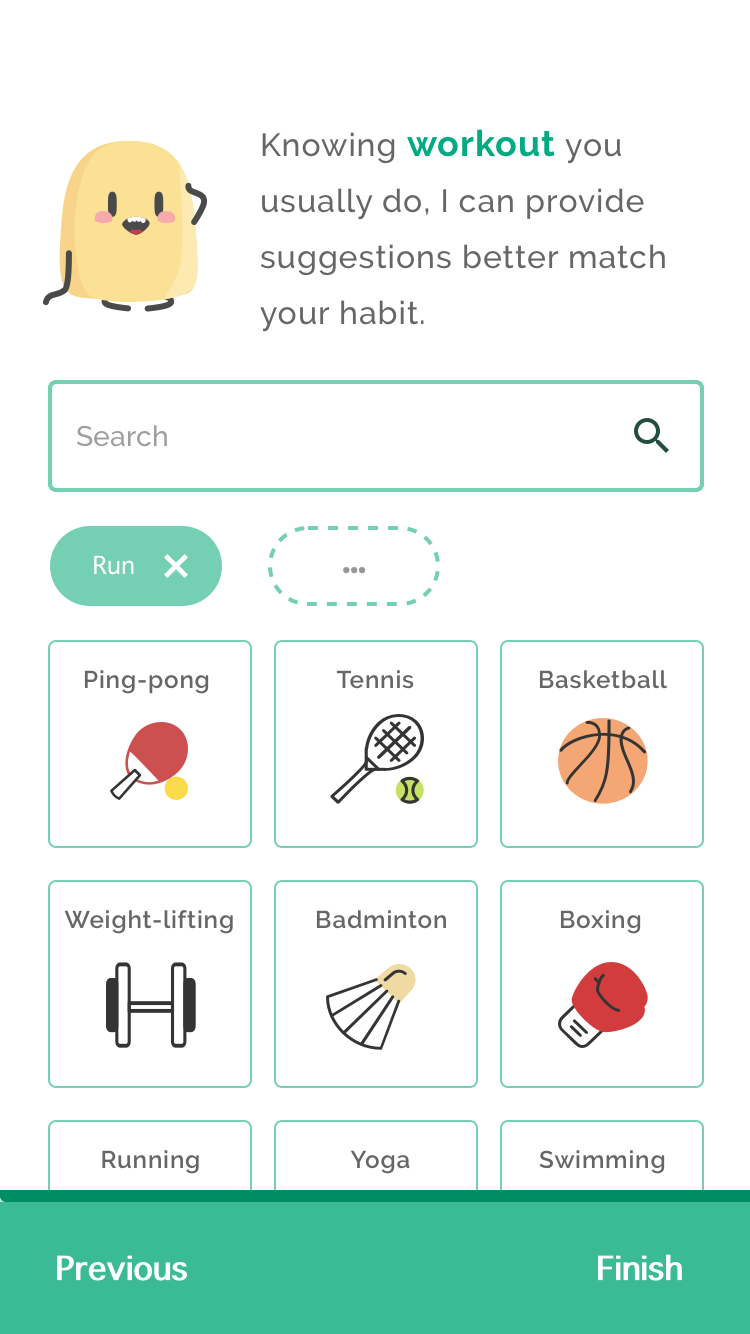 Knowing workout you
usually do, I can provide
suggestions better match
your habit.
Search
Run
...
Ping-pong
Tennis
Basketball
Weight-lifting
Badminton
Boxing
Running
Yoga
Swimming
Previous
Finish